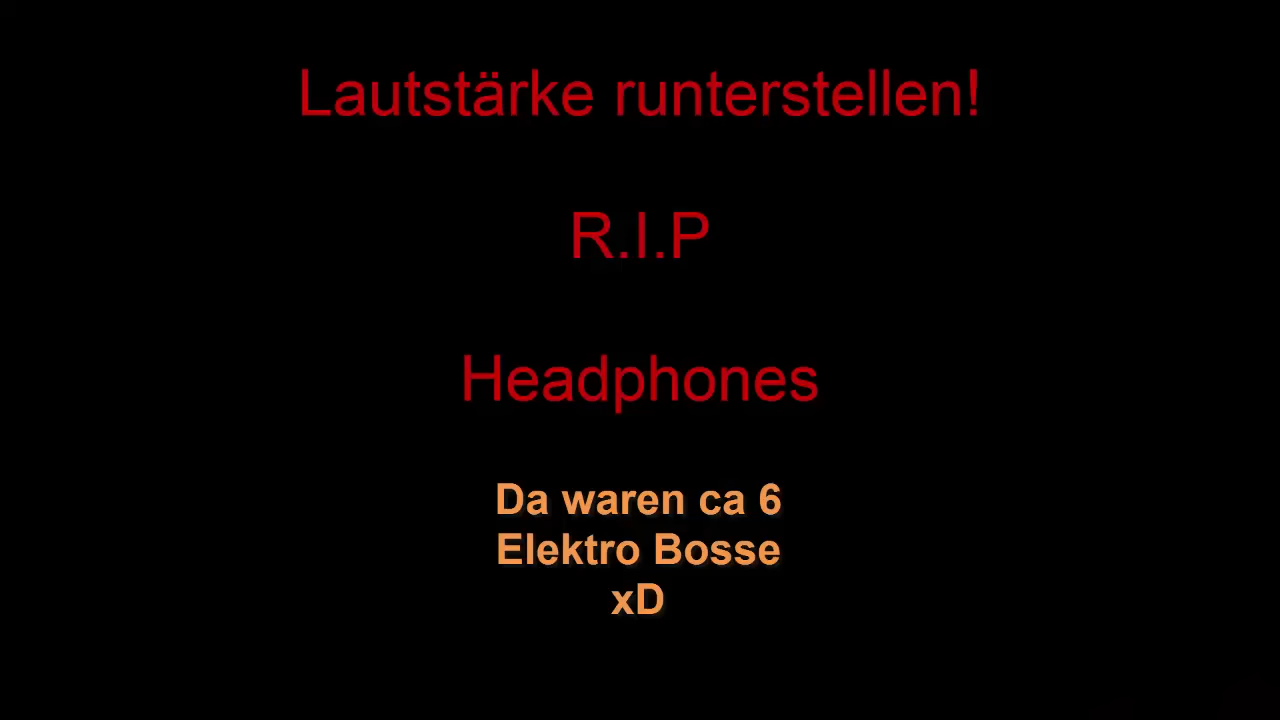 Lautstärke runterstellen!
R.I.P
Headphones
Da waren ca 6
Elektro Bosse
xD